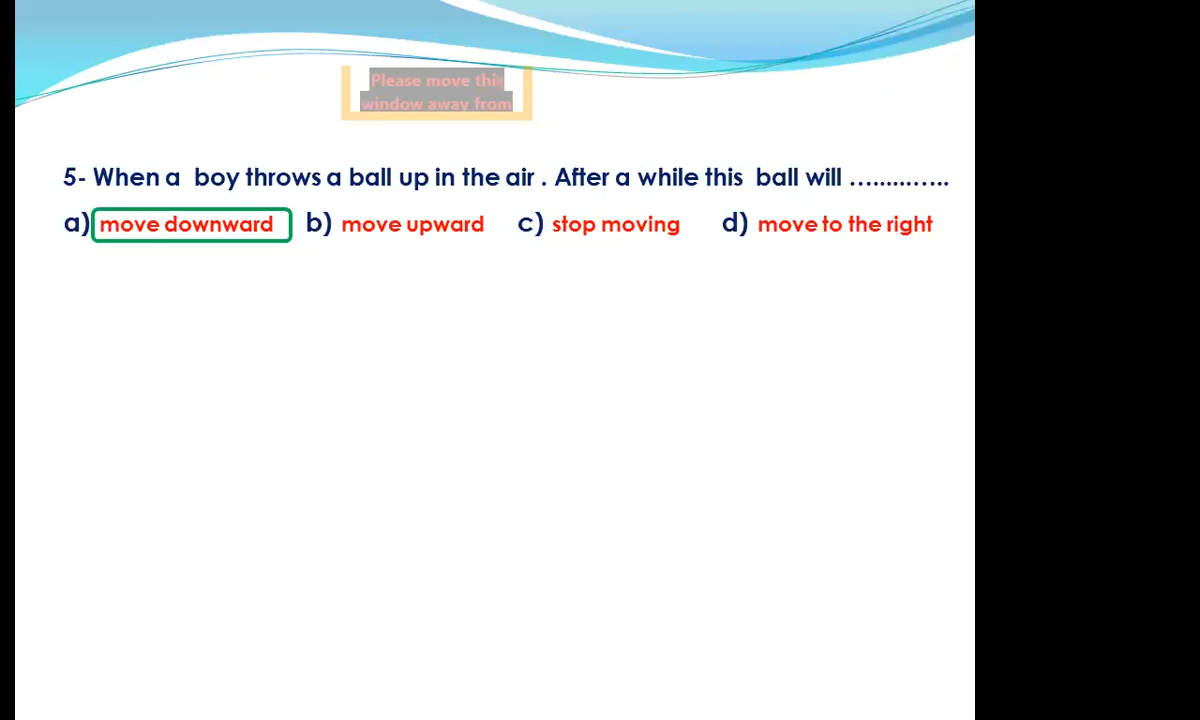 Please move this
window away from
5- When a boy throws a ball up in the air . After a while this ball will ….....…..
a) move downward b) move upward c) stop moving d) move to the right